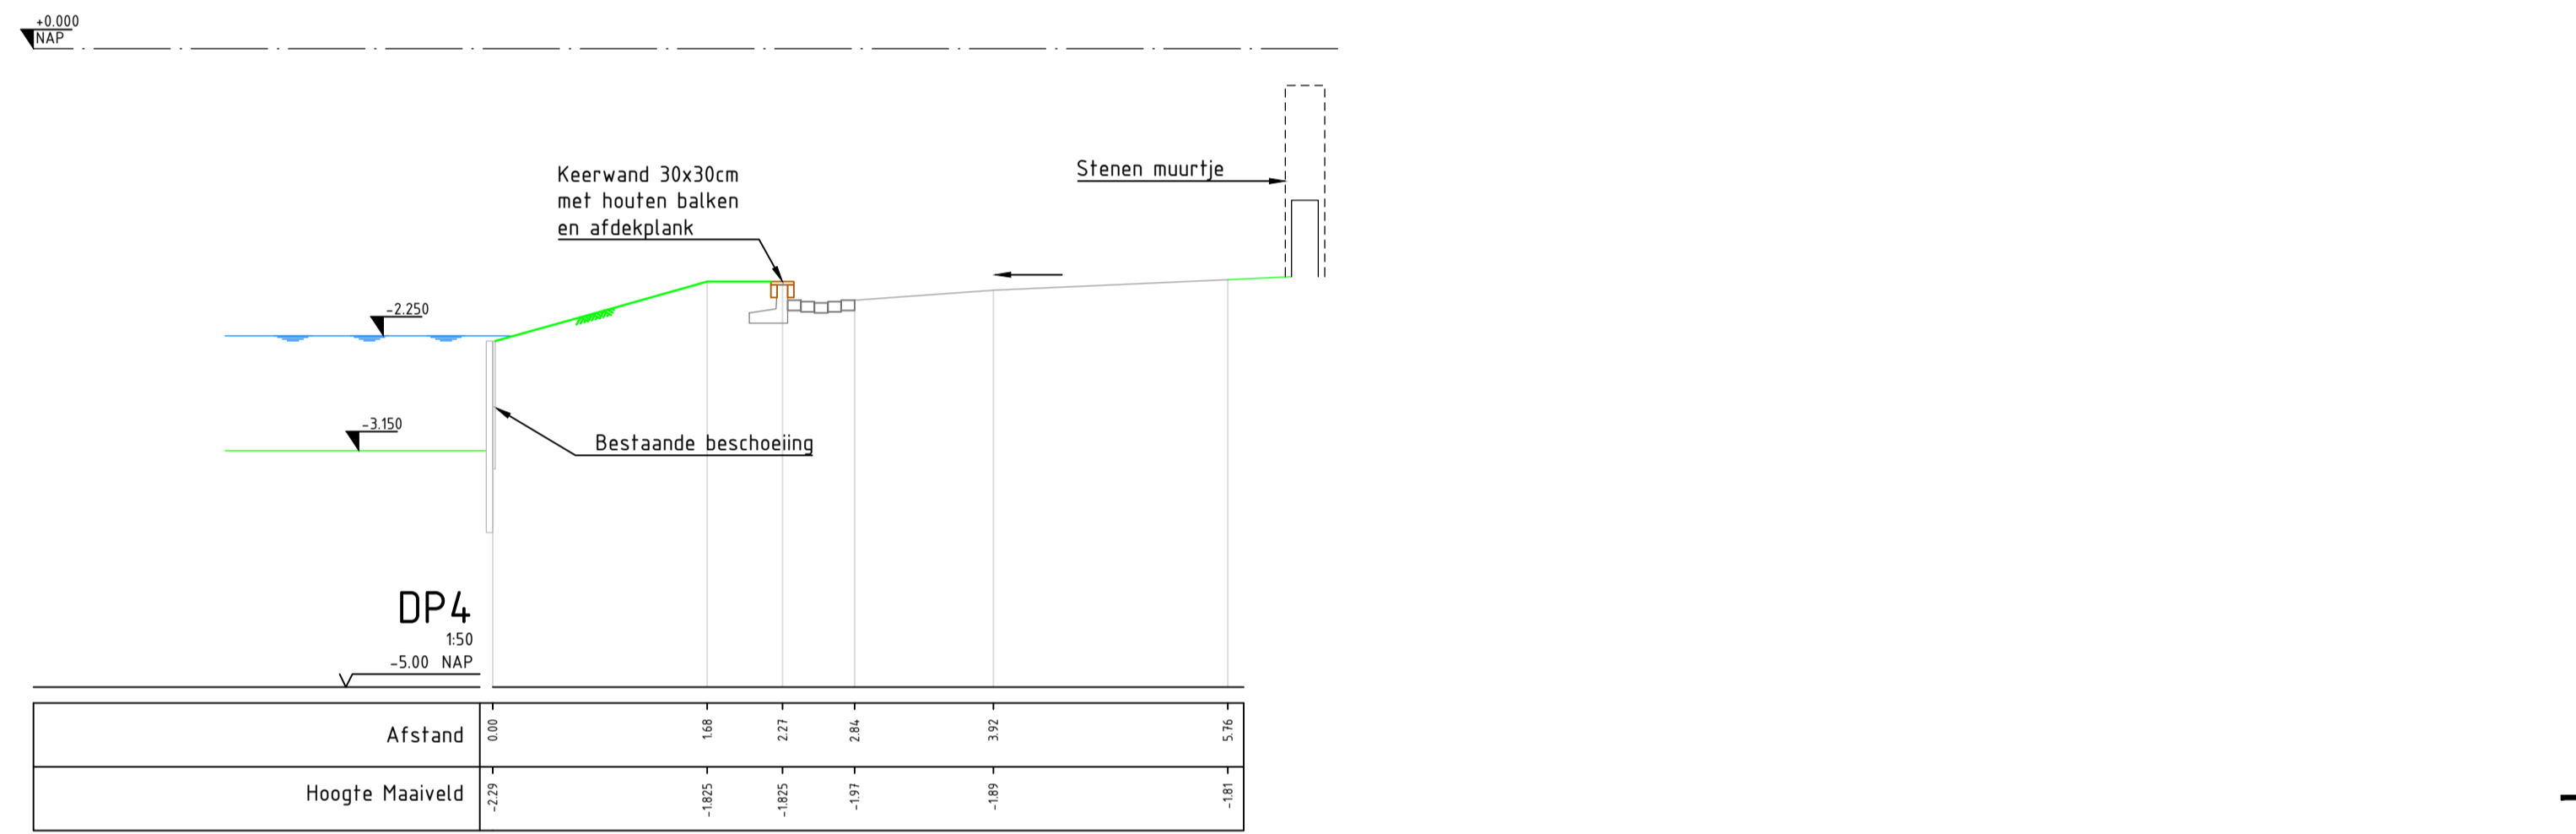 +0.000
NAP
Stenen muurtje
Keerwand 30x30cm
met houten balken
en afdekplank
-2.250
-3.150
Bestaande beschoeiing
DP4
1:50
-5.00 NAP
Afstand 0.00 1.68 2.27 2.84 3.92 5.76
Hoogte Maaiveld -2.29 -1.825 -1.825 -1.97 -1.89 -1.81